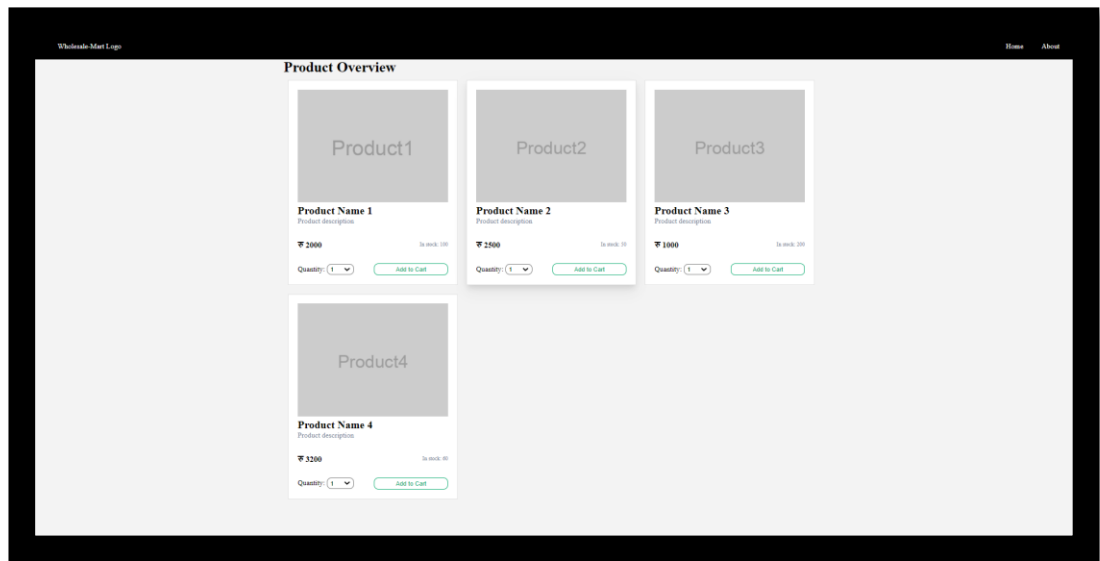 Wholesale-Mart Logo Home About
Product Overview
Product1 Product2 Product3
Product Name 1 Product Name 2 Product Name 3
Product description Product description Product description
रु 2000 In stock: 100 रु 2500 In stock: 50 रु 1000 In stock: 200
Quantity: 1 Add to Cart Quantity: 1 Add to Cart Quantity: 1 Add to Cart
Product4
Product Name 4
Product description
रु 3200 In stock: 80
Quantity: 1 Add to Cart